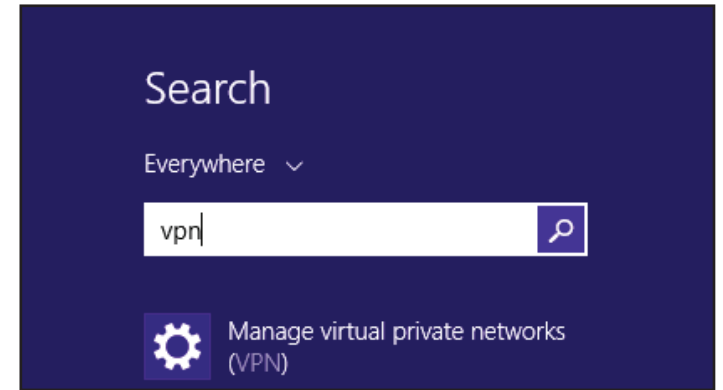 Search
Everywhere
vpn
Manage virtual private networks
(VPN)